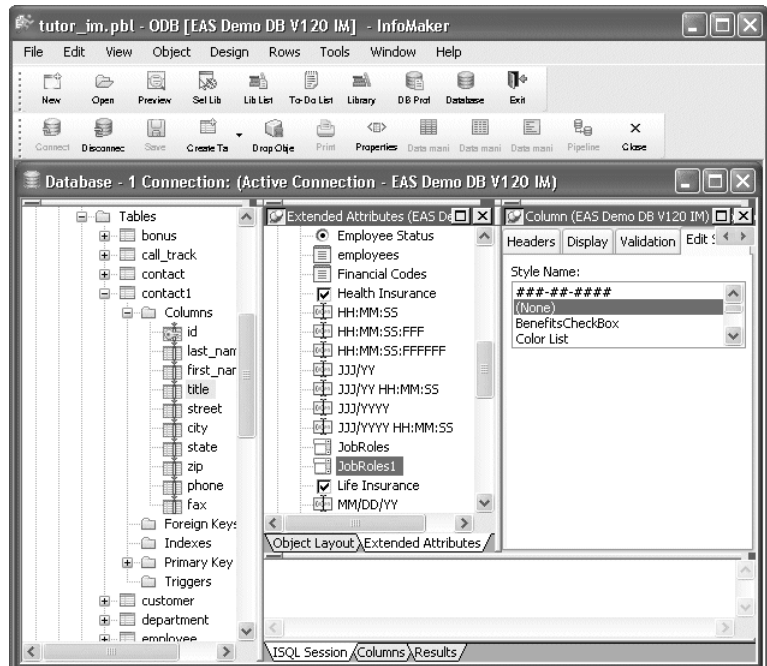 tutor_im.pbl - ODB [EAS Demo DB V120 IM] - InfoMaker
File Edit View Object Design Rows Tools Window Help
New Open Preview Sel Lib Lib List To-Do List Library DB Prof Database Exit
Connect Disconnec Save Create Ta Drop Obje Print Properties Data mani Data mani Data mani Pipeline Close
Database - 1 Connection: (Active Connection - EAS Demo DB V120 IM)
Tables
bonus
call_track
contact
contact1
Columns
id
last_nam
first_nar
title
street
city
state
zip
phone
fax
Foreign Keys
Indexes
Primary Key
Triggers
customer
department
employee
Extended Attributes (EAS De
Employee Status
employees
Financial Codes
Health Insurance
HH:MM:SS
HH:MM:SS:FFF
HH:MM:SS:FFFFFF
JJJ/YY
JJJ/YY HH:MM:SS
JJJ/YYYY
JJJ/YYYY HH:MM:SS
JobRoles
JobRoles1
Life Insurance
MM/DD/YY
Object Layout Extended Attributes
Column (EAS Demo DB V120 IM)
Headers Display Validation Edit S
Style Name:
###-##-####
(None)
BenefitsCheckBox
Color List
ISQL Session Columns Results